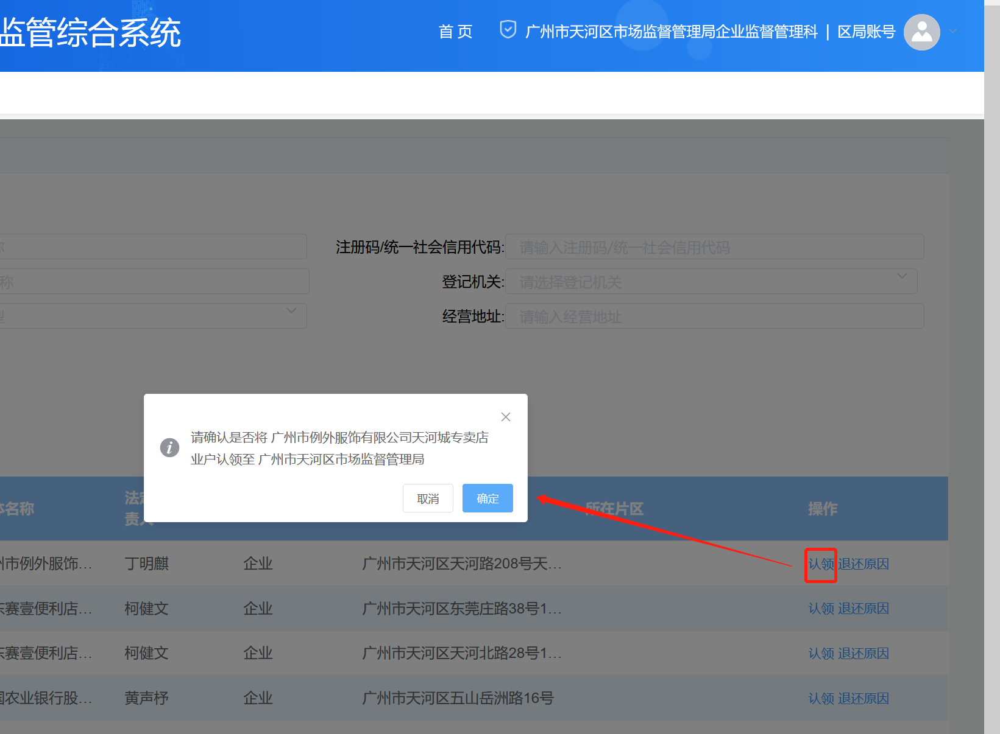 监管综合系统
首 页
广州市天河区市场监督管理局企业监督管理科 | 区局账号
注册码/统一社会信用代码:
请输入注册码/统一社会信用代码
称
登记机关:
请选择登记机关
型
经营地址:
请输入经营地址
请确认是否将 广州市例外服饰有限公司天河城专卖店
业户认领至 广州市天河区市场监督管理局
取消
确定
体名称
法定
责人
所在片区
操作
州市例外服饰...
丁明麒
企业
广州市天河区天河路208号天...
认领 退还原因
东赛壹便利店...
柯健文
企业
广州市天河区东莞庄路38号1...
认领 退还原因
东赛壹便利店...
柯健文
企业
广州市天河区天河北路28号1...
认领 退还原因
国农业银行股...
黄声杼
企业
广州市天河区五山岳洲路16号
认领 退还原因